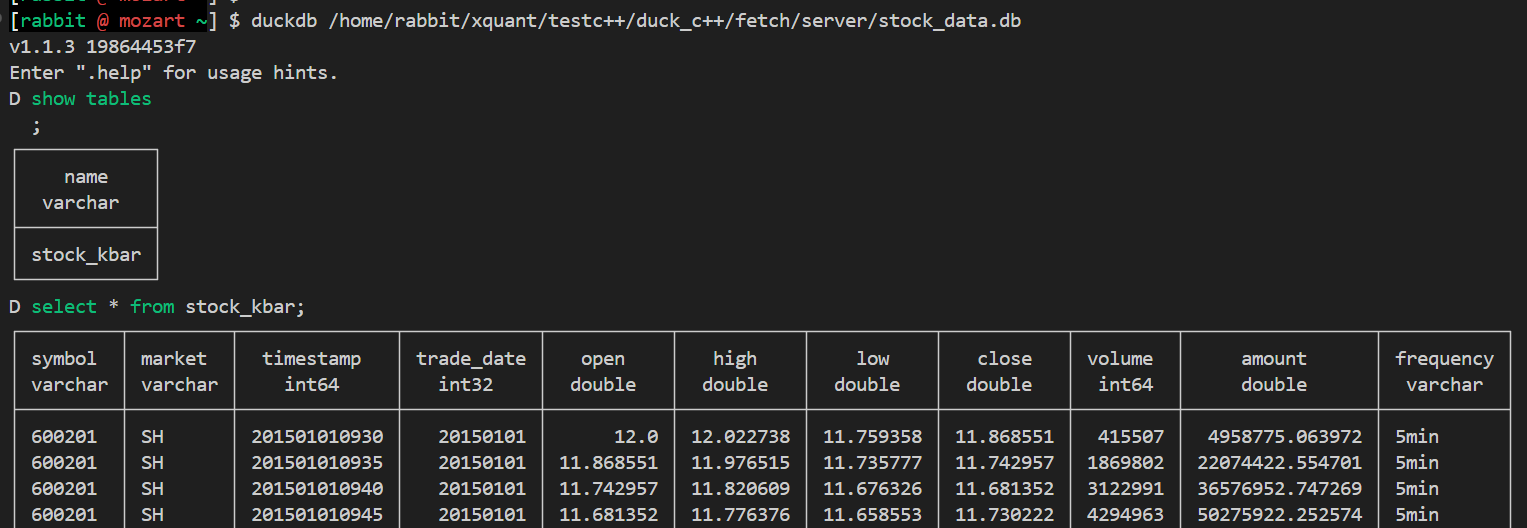 [rabbit @ mozart ~] $ duckdb /home/rabbit/xquant/testc++/duck_c++/fetch/server/stock_data.db
v1.1.3 19864453f7
Enter ".help" for usage hints.
D show tables
;
name
varchar
stock_kbar
D select * from stock_kbar;
symbol market timestamp trade_date open high low close volume amount frequency
varchar varchar int64 int32 double double double double int64 double varchar
600201 SH 201501010930 20150101 12.0 12.022738 11.759358 11.868551 415507 4958775.063972 5min
600201 SH 201501010935 20150101 11.868551 11.976515 11.735777 11.742957 1869802 22074422.554701 5min
600201 SH 201501010940 20150101 11.742957 11.820609 11.676326 11.681352 3122991 36576952.747269 5min
600201 SH 201501010945 20150101 11.681352 11.776376 11.658553 11.730222 4294963 50275922.252574 5min